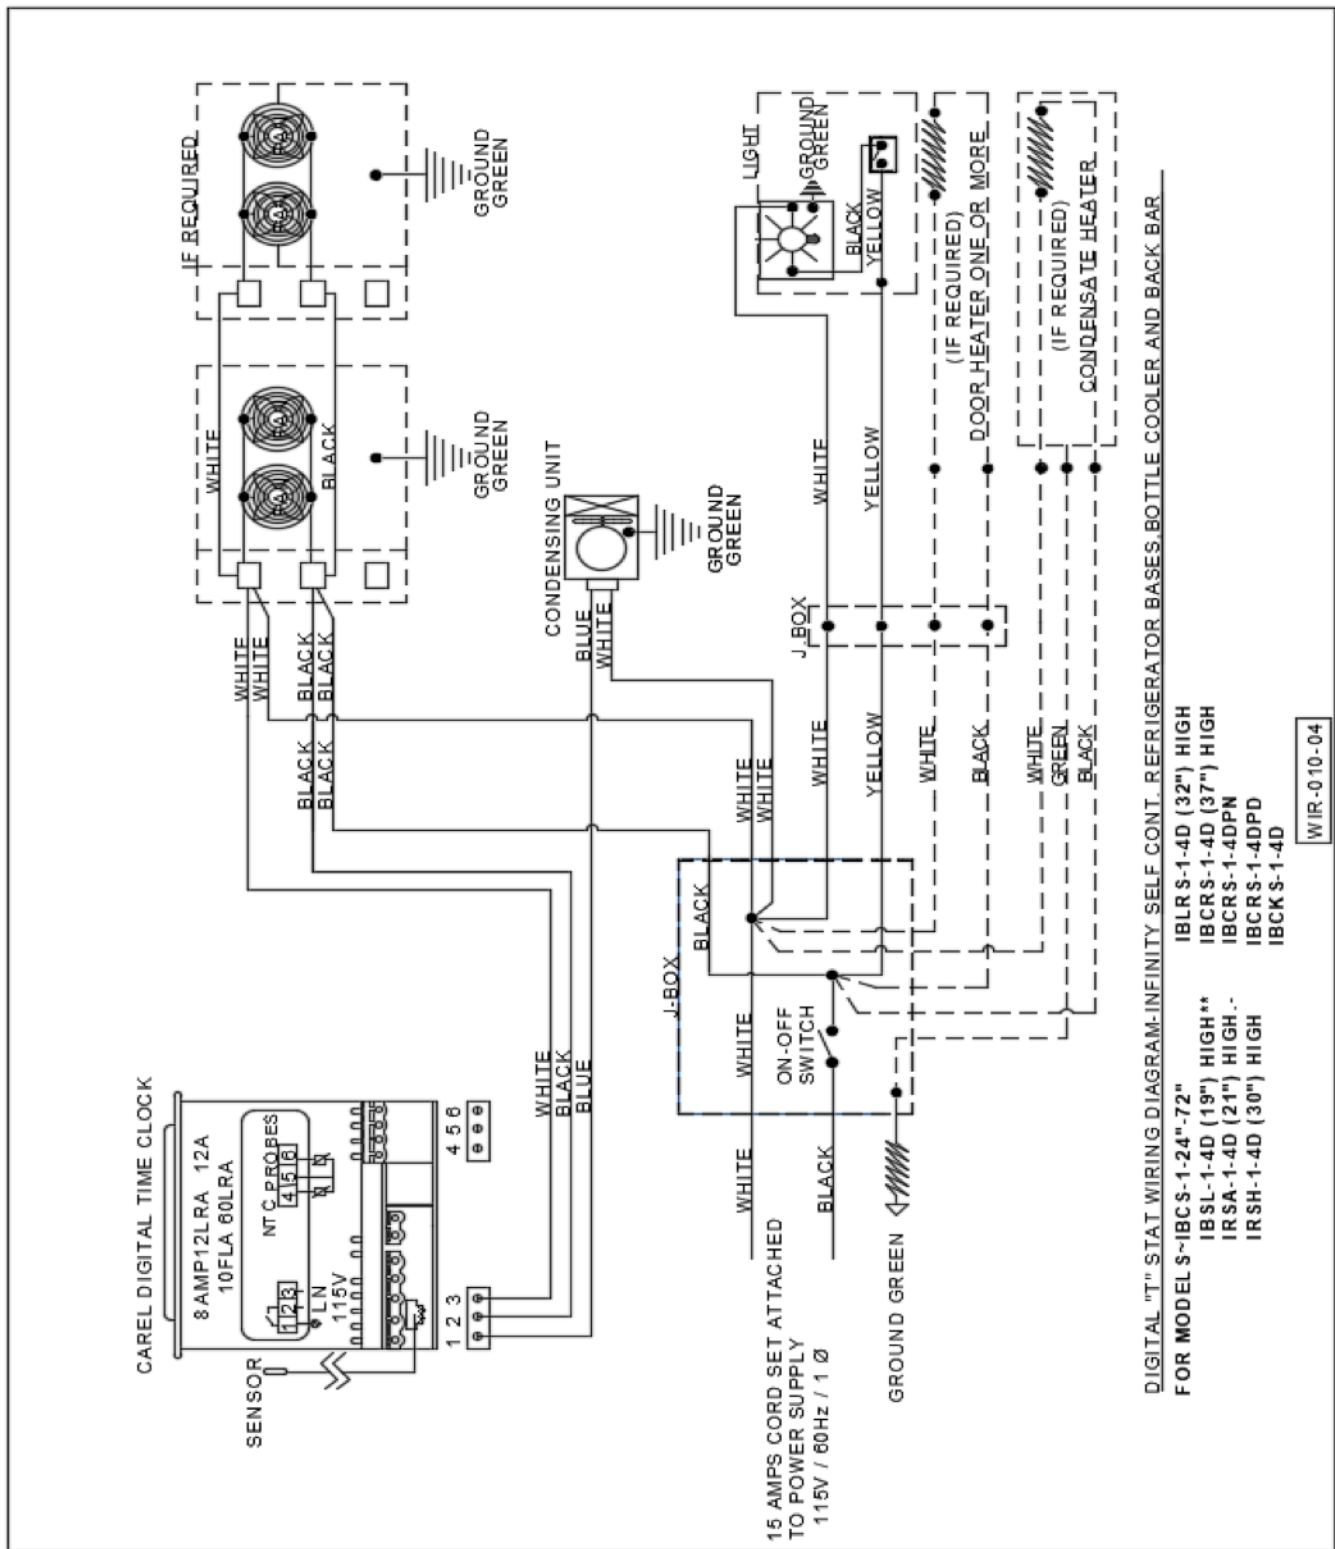 CAREL DIGITAL TIME CLOCK
8 AMP12LRA 12A
10FLA 60LRA
NTC PROBES
4 5 6
1 2 3
LN
115V
SENSOR
1 2 3
4 5 6
WHITE
BLACK
BLUE
WHITE
WHITE
BLACK
BLACK
BLACK
BLACK
WHITE
BLACK
IF REQUIRED
GROUND
GREEN
GROUND
GREEN
CONDENSING UNIT
BLUE
WHITE
GROUND
GREEN
15 AMPS CORD SET ATTACHED
TO POWER SUPPLY
115V / 60Hz / 1 Ø
WHITE
BLACK
GROUND GREEN
J-BOX
BLACK
WHITE
ON-OFF
SWITCH
WHITE
WHITE
WHITE
YELLOW
WHITE
BLACK
WHITE
GREEN
BLACK
J.BOX
WHITE
YELLOW
LIGHT
GROUND
GREEN
BLACK
YELLOW
(IF REQUIRED)
DOOR HEATER ONE OR MORE
(IF REQUIRED)
CONDENSATE HEATER
DIGITAL "T" STAT WIRING DIAGRAM-INFINITY SELF CONT. REFRIGERATOR BASES,BOTTLE COOLER AND BACK BAR
FOR MODELS~IBCS-1-24"-72"
IBSL-1-4D (19") HIGH**
IRSA-1-4D (21") HIGH.-
IRSH-1-4D (30") HIGH
IBLRS-1-4D (32") HIGH
IBCRS-1-4D (37") HIGH
IBCRS-1-4DPN
IBCRS-1-4DPD
IBCKS-1-4D
WIR-010-04